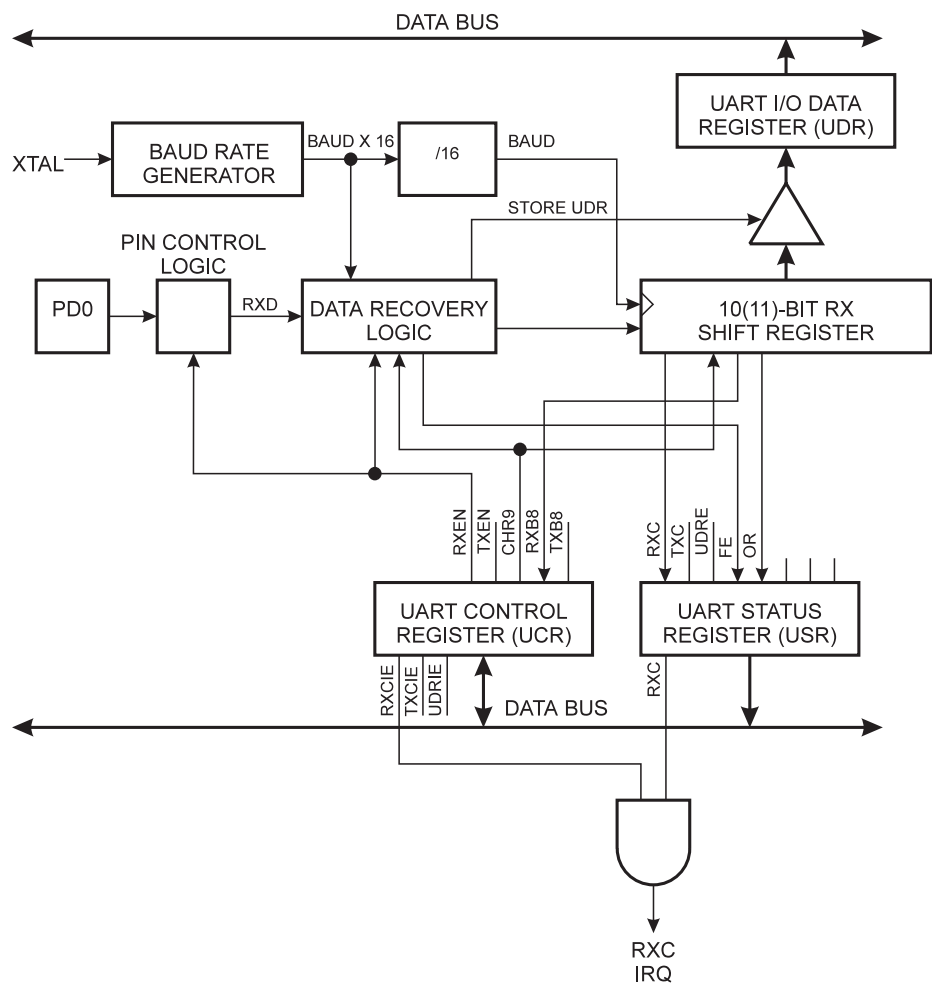 DATA BUS
UART I/O DATA
REGISTER (UDR)
XTAL
BAUD RATE
GENERATOR
BAUD X 16
/16
BAUD
STORE UDR
PIN CONTROL
LOGIC
PD0
RXD
DATA RECOVERY
LOGIC
10(11)-BIT RX
SHIFT REGISTER
RXEN
TXEN
CHR9
RXB8
TXB8
RXC
TXC
UDRE
FE
OR
UART CONTROL
REGISTER (UCR)
UART STATUS
REGISTER (USR)
RXCIE
TXCIE
UDRIE
RXC
DATA BUS
RXC
IRQ